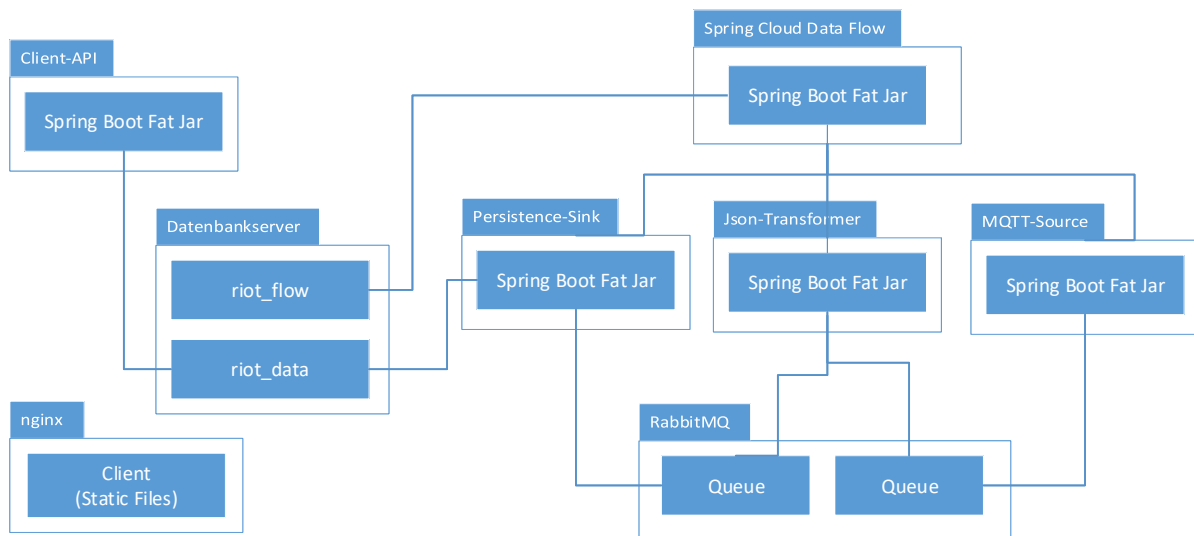 Spring Cloud Data Flow
Spring Boot Fat Jar
Client-API
Spring Boot Fat Jar
Datenbankserver
riot_flow
riot_data
Persistence-Sink
Spring Boot Fat Jar
Json-Transformer
Spring Boot Fat Jar
MQTT-Source
Spring Boot Fat Jar
nginx
Client
(Static Files)
RabbitMQ
Queue
Queue